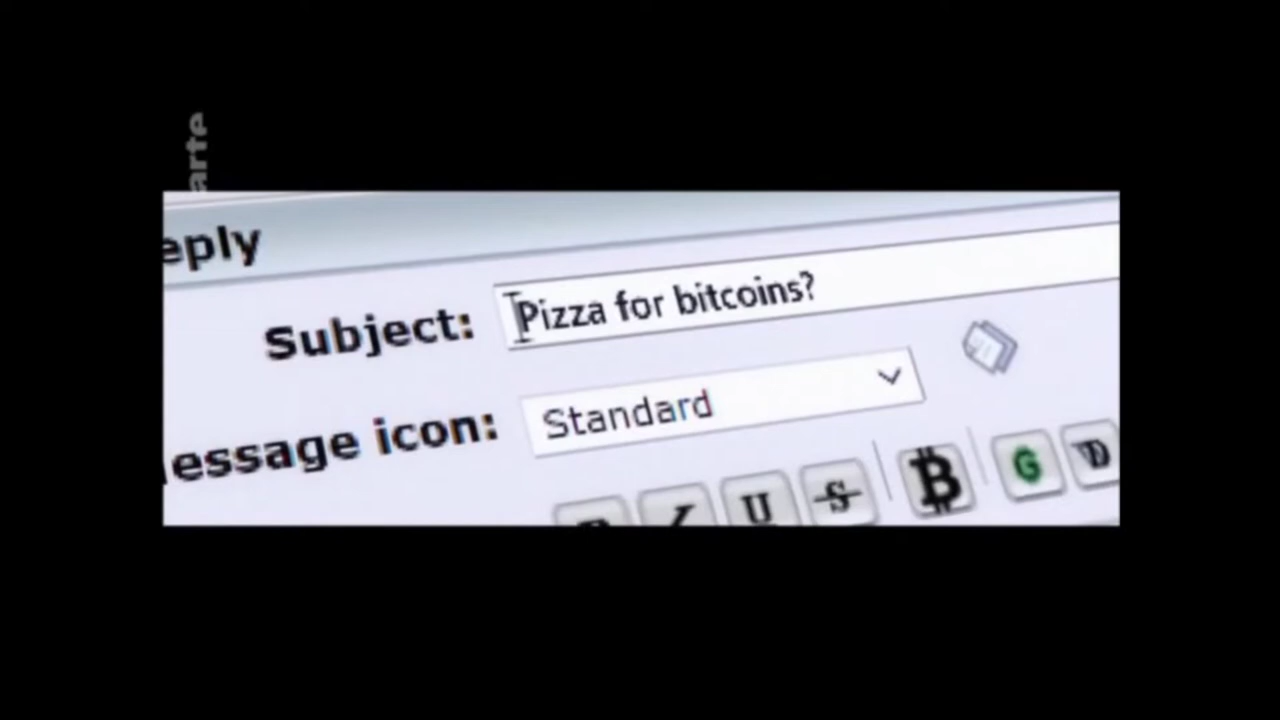 arte
eply
Subject: Pizza for bitcoins?
essage icon: Standard
U S B G D